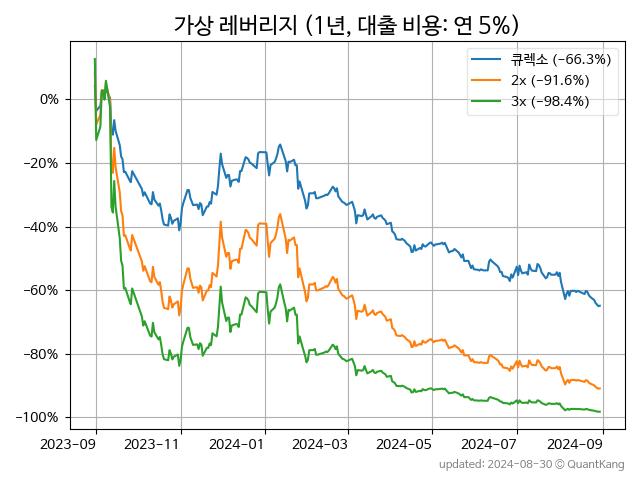 가상 레버리지 (1년, 대출 비용: 연 5%)
큐렉소 (-66.3%)
2x (-91.6%)
3x (-98.4%)
0%
-20%
-40%
-60%
-80%
-100%
2023-09 2023-11 2024-01 2024-03 2024-05 2024-07 2024-09
updated: 2024-08-30 © QuantKang